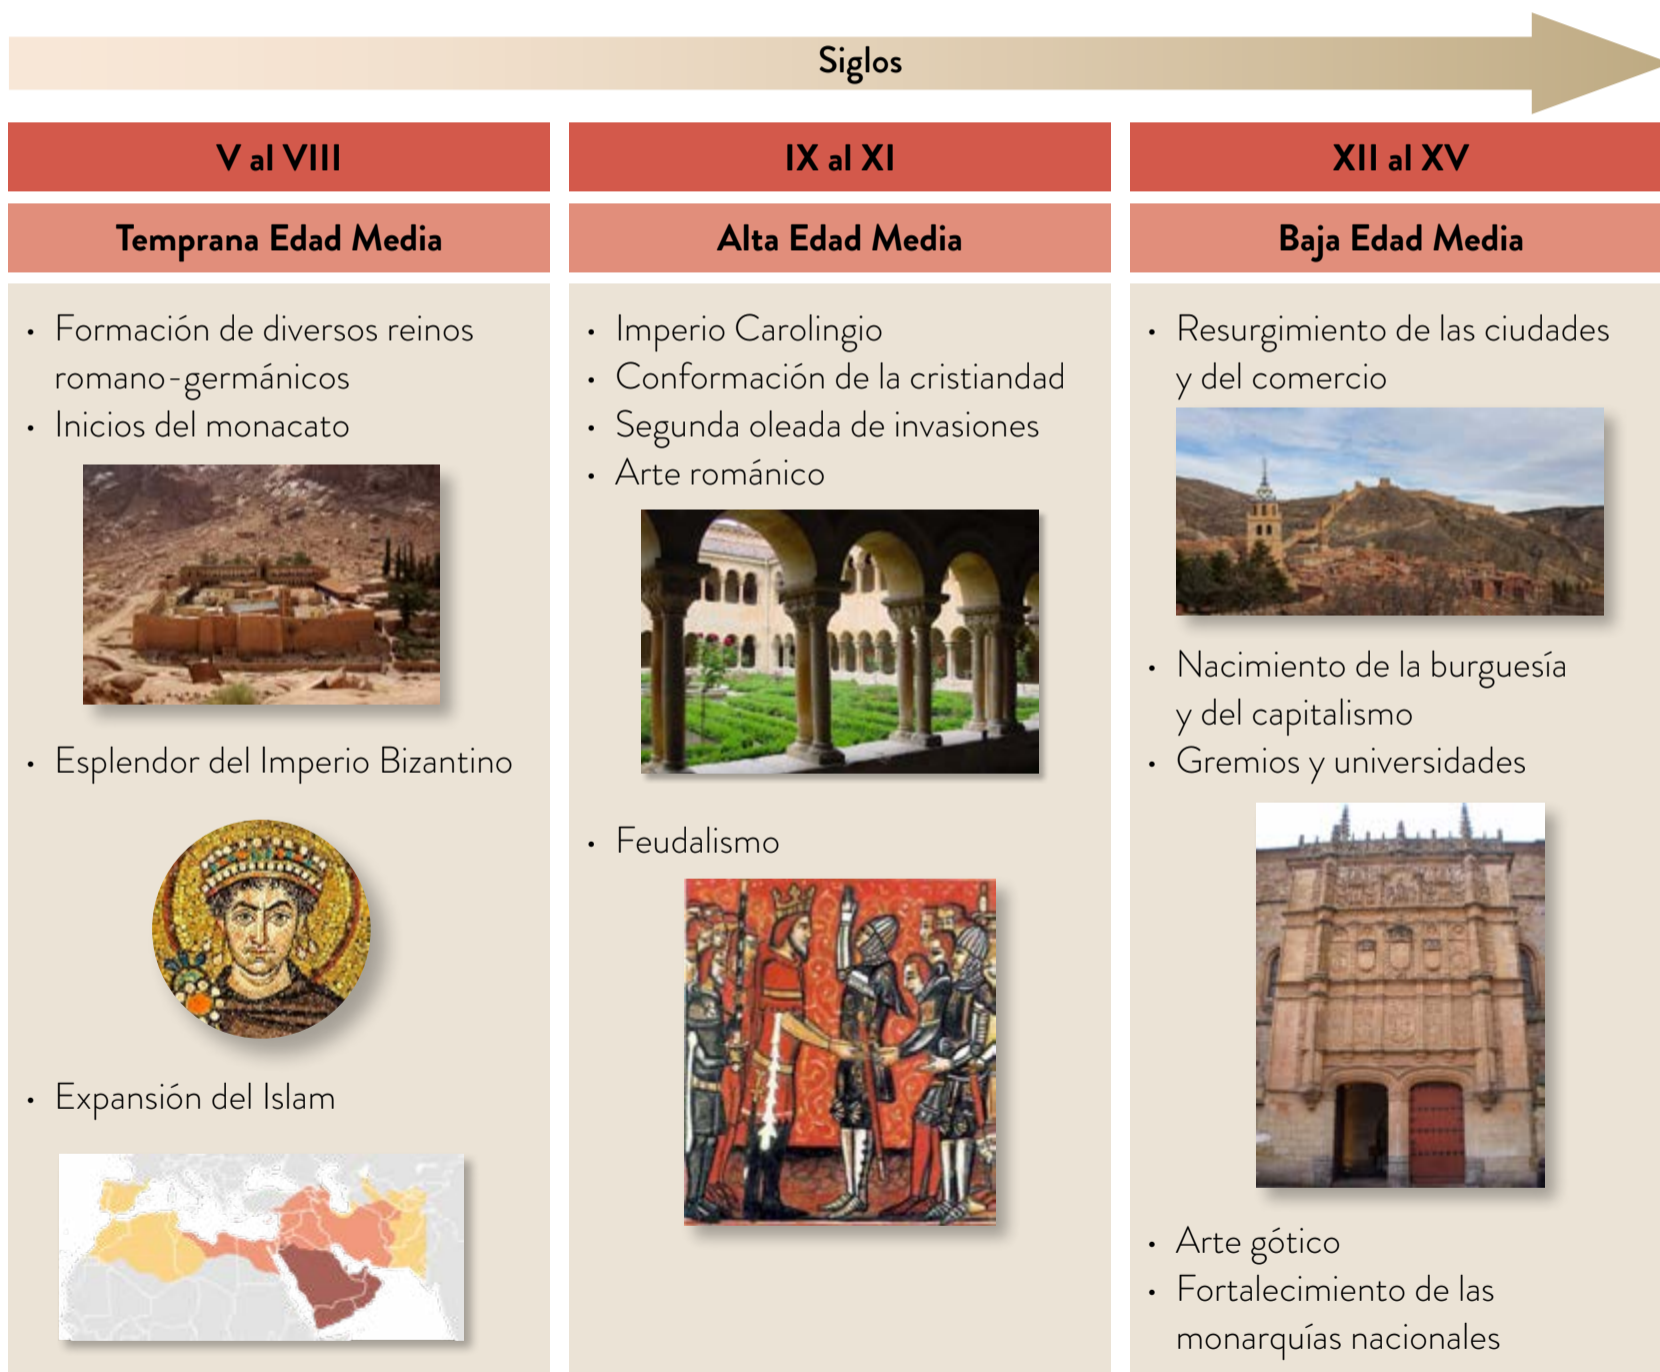 Siglos
V al VIII
Temprana Edad Media
• Formación de diversos reinos
romano-germánicos
• Inicios del monacato
• Esplendor del Imperio Bizantino
• Expansión del Islam
IX al XI
Alta Edad Media
• Imperio Carolingio
• Conformación de la cristiandad
• Segunda oleada de invasiones
• Arte románico
• Feudalismo
XII al XV
Baja Edad Media
• Resurgimiento de las ciudades
y del comercio
• Nacimiento de la burguesía
y del capitalismo
• Gremios y universidades
• Arte gótico
• Fortalecimiento de las
monarquías nacionales